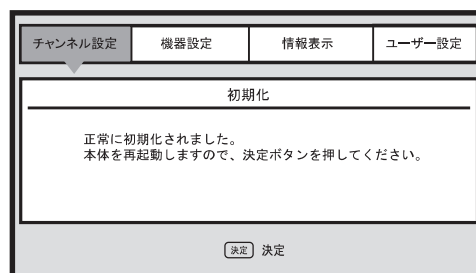 チャンネル設定 機器設定 情報表示 ユーザー設定
初期化
正常に初期化されました。
本体を再起動しますので、決定ボタンを押してください。
決定 決定